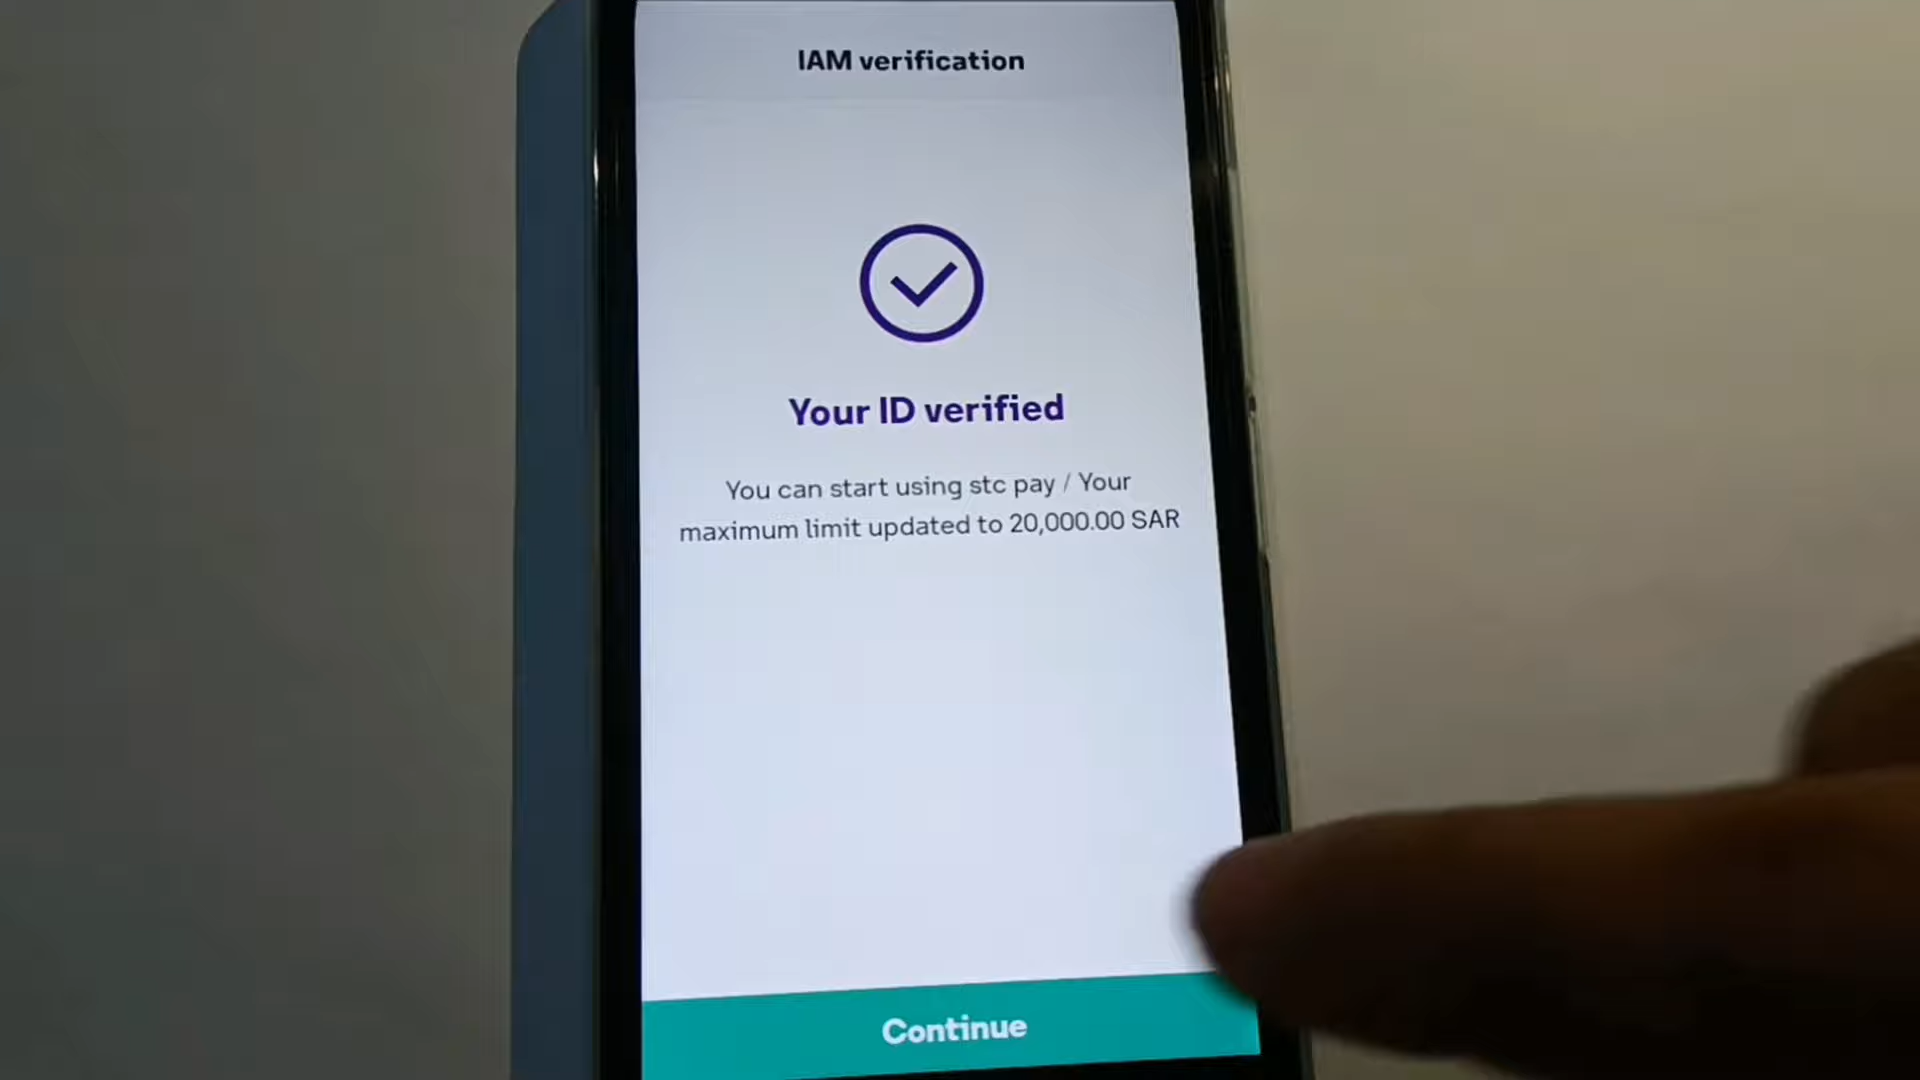 IAM verification
Your ID verified
You can start using stc pay / Your
maximum limit updated to 20,000.00 SAR
Continue